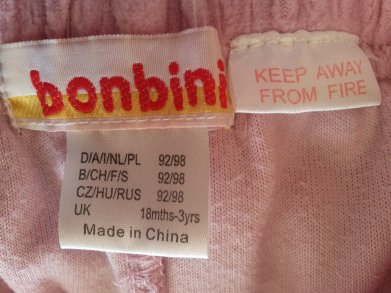 bonbini
KEEP AWAY
FROM FIRE
D/A/I/NL/PL 92/98
B/CH/F/S 92/98
CZ/HU/RUS 92/98
UK 18mths-3yrs
Made in China